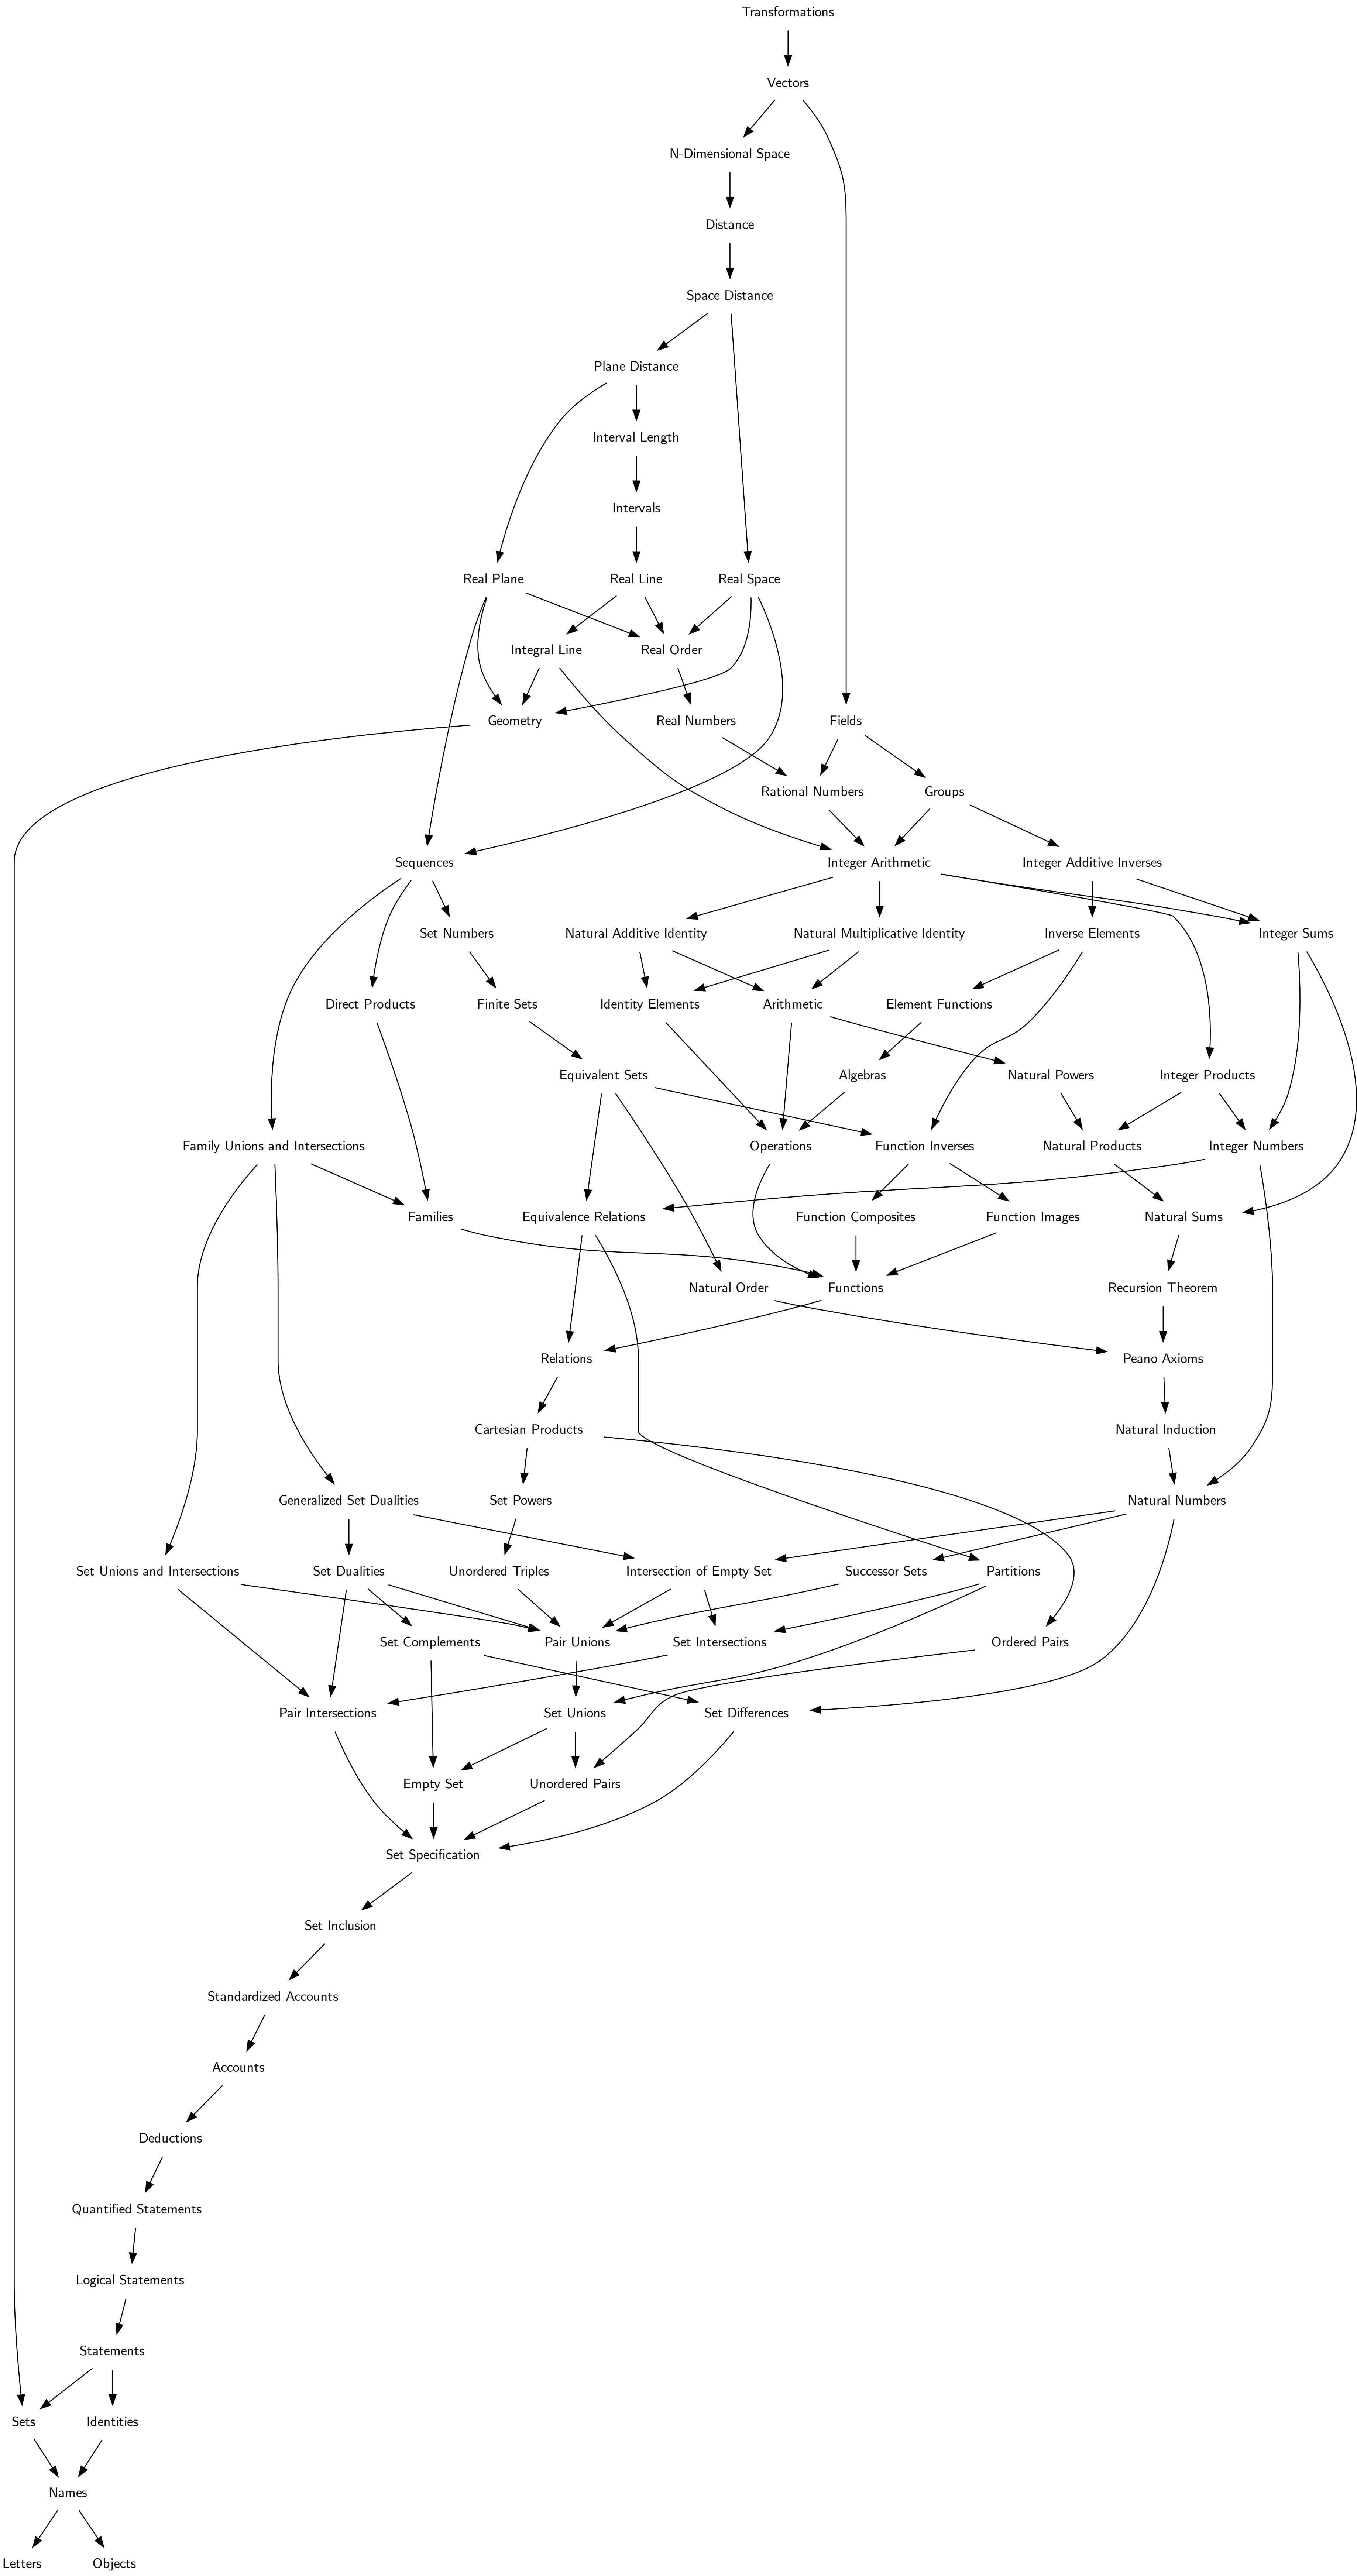 Transformations
Vectors
N-Dimensional Space
Distance
Space Distance
Plane Distance
Interval Length
Intervals
Real Plane
Real Line
Real Space
Integral Line
Real Order
Geometry
Real Numbers
Fields
Rational Numbers
Groups
Sequences
Integer Arithmetic
Integer Additive Inverses
Set Numbers
Natural Additive Identity
Natural Multiplicative Identity
Inverse Elements
Integer Sums
Direct Products
Finite Sets
Identity Elements
Arithmetic
Element Functions
Equivalent Sets
Algebras
Natural Powers
Integer Products
Family Unions and Intersections
Operations
Function Inverses
Natural Products
Integer Numbers
Families
Equivalence Relations
Function Composites
Function Images
Natural Sums
Natural Order
Functions
Recursion Theorem
Relations
Peano Axioms
Cartesian Products
Natural Induction
Generalized Set Dualities
Set Powers
Natural Numbers
Set Unions and Intersections
Set Dualities
Unordered Triples
Intersection of Empty Set
Successor Sets
Partitions
Set Complements
Pair Unions
Set Intersections
Ordered Pairs
Pair Intersections
Set Unions
Set Differences
Empty Set
Unordered Pairs
Set Specification
Set Inclusion
Standardized Accounts
Accounts
Deductions
Quantified Statements
Logical Statements
Statements
Sets
Identities
Names
Letters
Objects